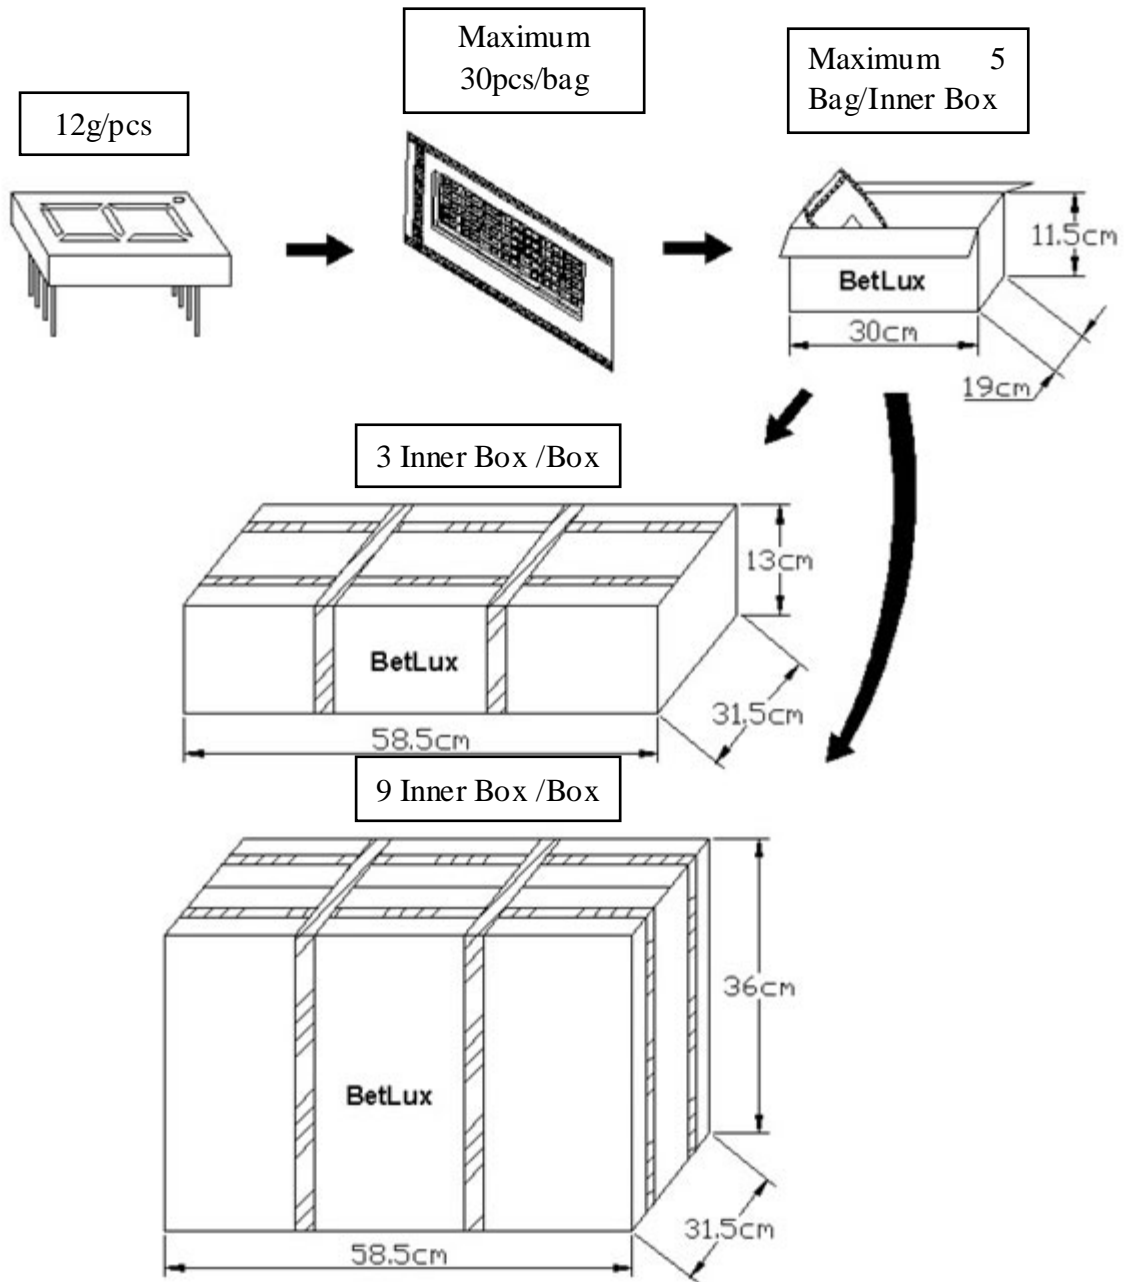 Maximum
30pcs/bag
Maximum 5
Bag/Inner Box
12g/pcs
11.5cm
BetLux
30cm
19cm
3 Inner Box /Box
13cm
BetLux
31.5cm
58.5cm
9 Inner Box /Box
36cm
BetLux
31.5cm
58.5cm